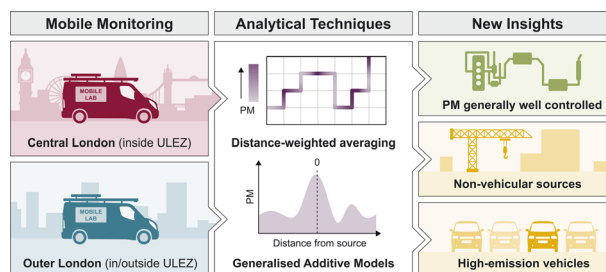 Mobile Monitoring
MOBILE
LAB
Central London (inside ULEZ)
MOBILE
LAB
Outer London (in/outside ULEZ)
Analytical Techniques
PM
Distance-weighted averaging
0
PM
Distance from source
Generalised Additive Models
New Insights
PM generally well controlled
Non-vehicular sources
High-emission vehicles